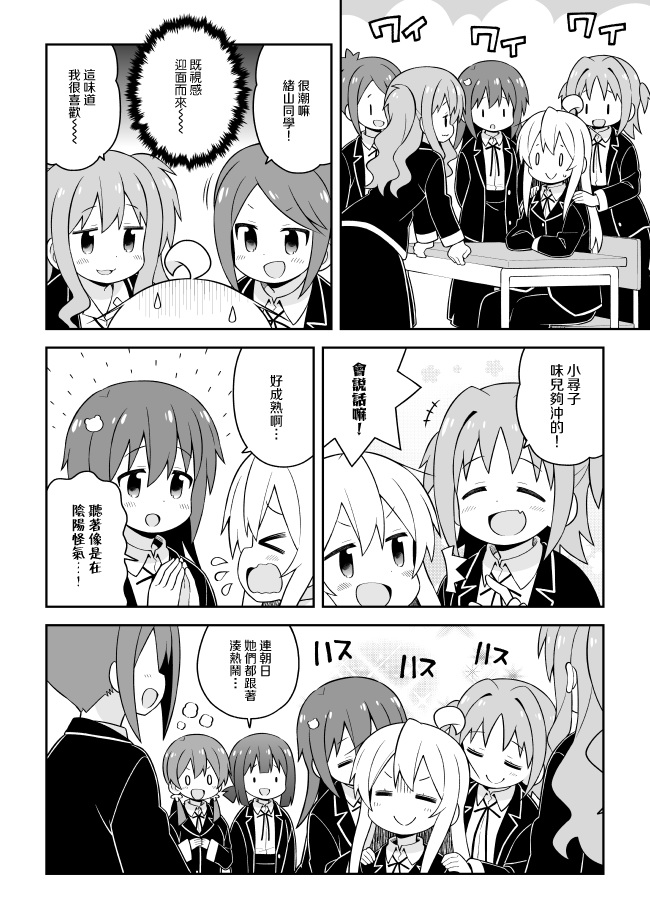 ワイ
ワイ
ワイ
很潮嘛
緒山同學！
既視感
迎面而來～～
這味道
我很喜歡～～
小尋子
味兒夠沖的！
會說話嘛！
好成熟啊…
聽著像是在
陰陽怪氣…！
連朝日
她們都跟著
湊熱鬧…
ハス
ハス
ハス